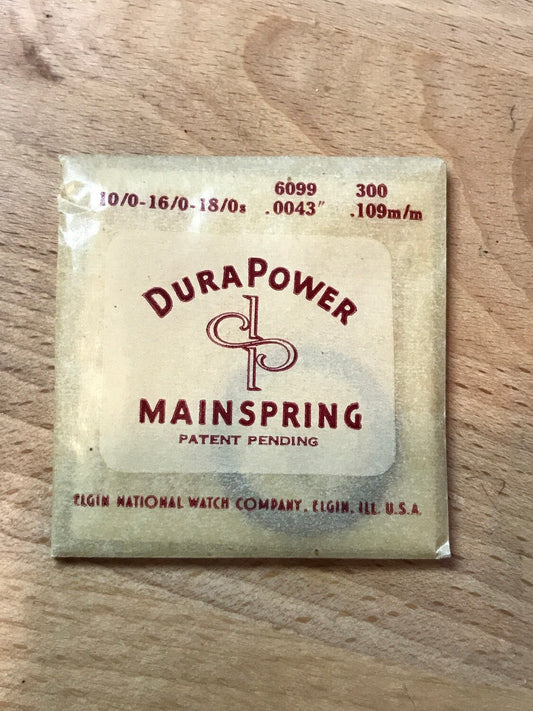 10/0-16/0-18/0s 6099 300
.0043" .109m/m
DURAPOWER
dp
MAINSPRING
PATENT PENDING
ELGIN NATIONAL WATCH COMPANY, ELGIN, ILL. U.S.A.